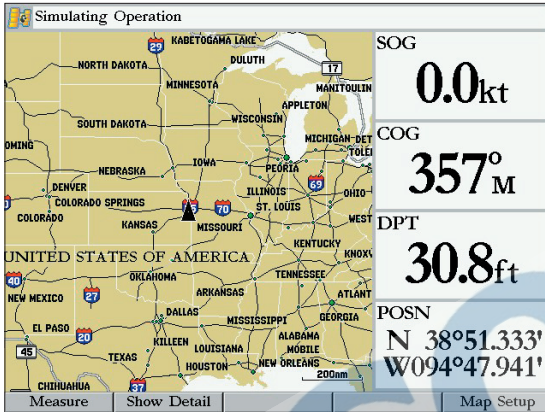 Simulating Operation
29
KABETOGAMA LAKE
DULUTH
17
NORTH DAKOTA
MINNESOTA
MANITOULIN
APPLETON
WISCONSIN
SOUTH DAKOTA
MICHIGAN
DET
TOLE
OMING
IOWA
PEORIA
NEBRASKA
69
DENVER
ILLINOIS
OHIO
COLORADO SPRINGS
70
ST. LOUIS
COLORADO
KANSAS
MISSOURI
WEST
KENTUCKY
UNITED STATES OF AMERICA
KNOX
40
OKLAHOMA
TENNESSEE
NEW MEXICO
27
ARKANSAS
ATLANT
DALLAS
MISSISSIPPI
GEORGIA
EL PASO
20
ALABAMA
45
KILLEEN
LOUISIANA
MOBILE
TEXAS
HOUSTON
NEW ORLEANS
CHIHUAHUA
37
200nm
SOG
0.0kt
COG
357°M
DPT
30.8ft
POSN
N 38°51.333'
W094°47.941'
Measure
Show Detail
Map Setup